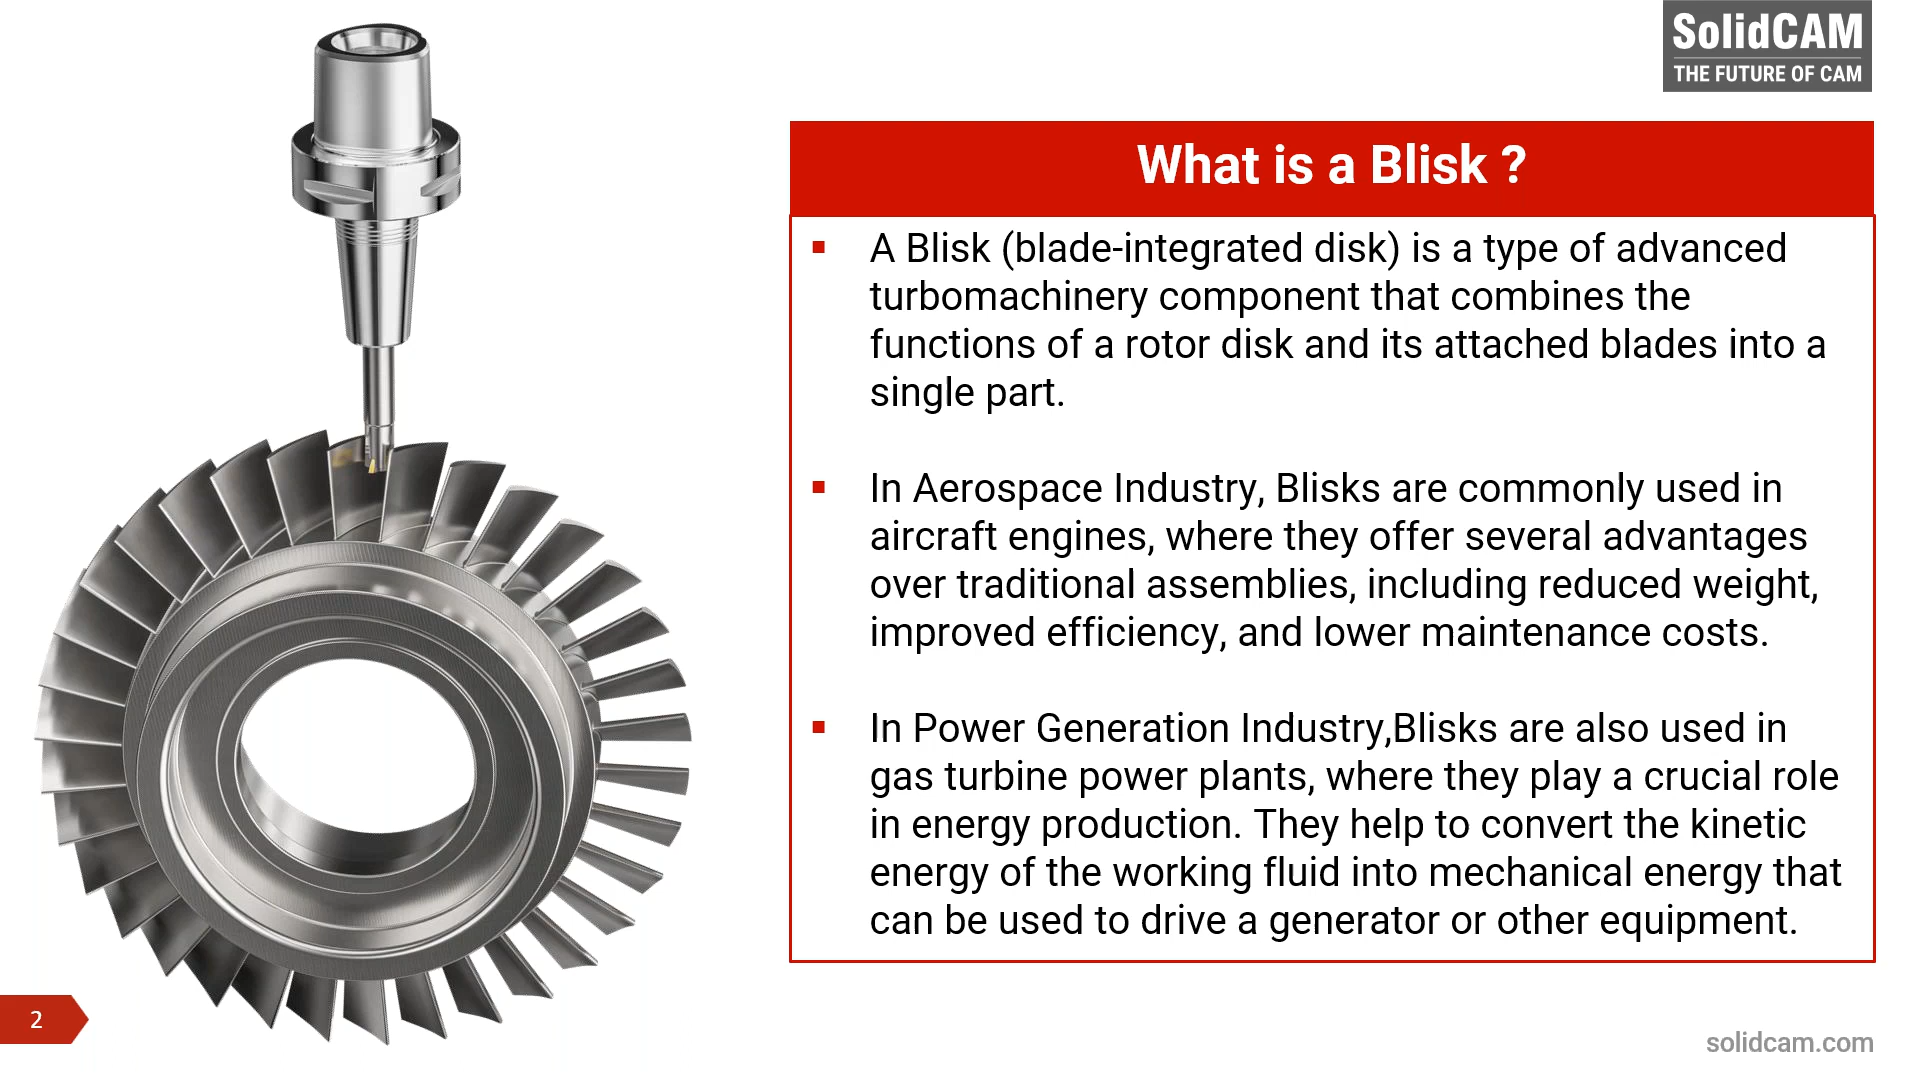 SolidCAM
THE FUTURE OF CAM
What is a Blisk ?
▪ A Blisk (blade-integrated disk) is a type of advanced
turbomachinery component that combines the
functions of a rotor disk and its attached blades into a
single part.
▪ In Aerospace Industry, Blisks are commonly used in
aircraft engines, where they offer several advantages
over traditional assemblies, including reduced weight,
improved efficiency, and lower maintenance costs.
▪ In Power Generation Industry,Blisks are also used in
gas turbine power plants, where they play a crucial role
in energy production. They help to convert the kinetic
energy of the working fluid into mechanical energy that
can be used to drive a generator or other equipment.
2
solidcam.com